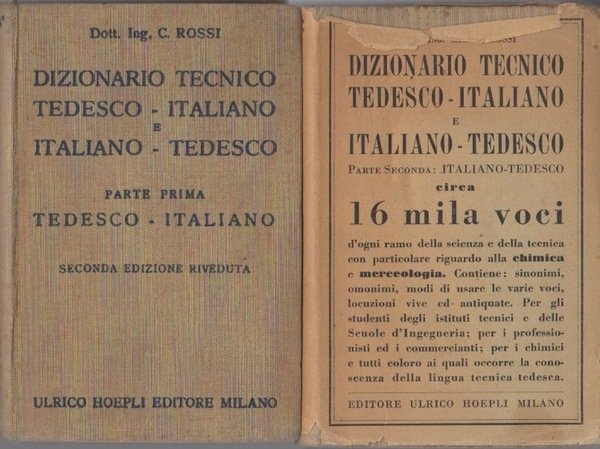 Dott. Ing. C. ROSSI
DIZIONARIO TECNICO
TEDESCO - ITALIANO
E
ITALIANO - TEDESCO
PARTE PRIMA
TEDESCO - ITALIANO
SECONDA EDIZIONE RIVEDUTA
ULRICO HOEPLI EDITORE MILANO
ROSSI
DIZIONARIO TECNICO
TEDESCO-ITALIANO
E
ITALIANO-TEDESCO
PARTE SECONDA: ITALIANO-TEDESCO
circa
16 mila voci
d'ogni ramo della scienza e della tecnica
con particolare riguardo alla chimica
e merceologia. Contiene: sinonimi,
omonimi, modi di usare le varie voci,
locuzioni vive ed antiquate. Per gli
studenti degli istituti tecnici e delle
Scuole d'Ingegneria; per i professio-
nisti ed i commercianti; per i chimici
e tutti coloro ai quali occorre la cono-
scenza della lingua tecnica tedesca.
EDITORE ULRICO HOEPLI MILANO